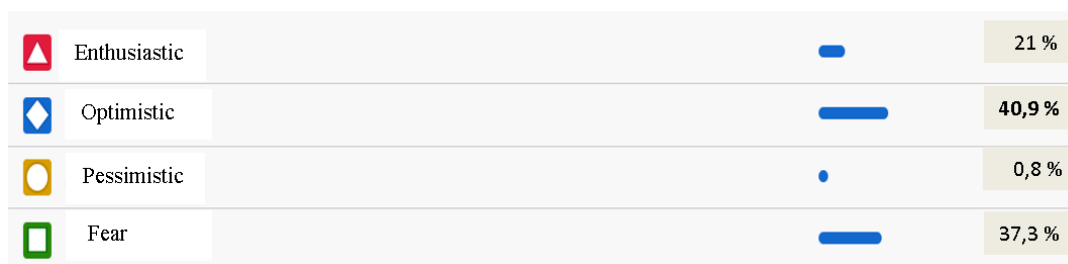 Enthusiastic 21 %
Optimistic 40,9 %
Pessimistic 0,8 %
Fear 37,3 %